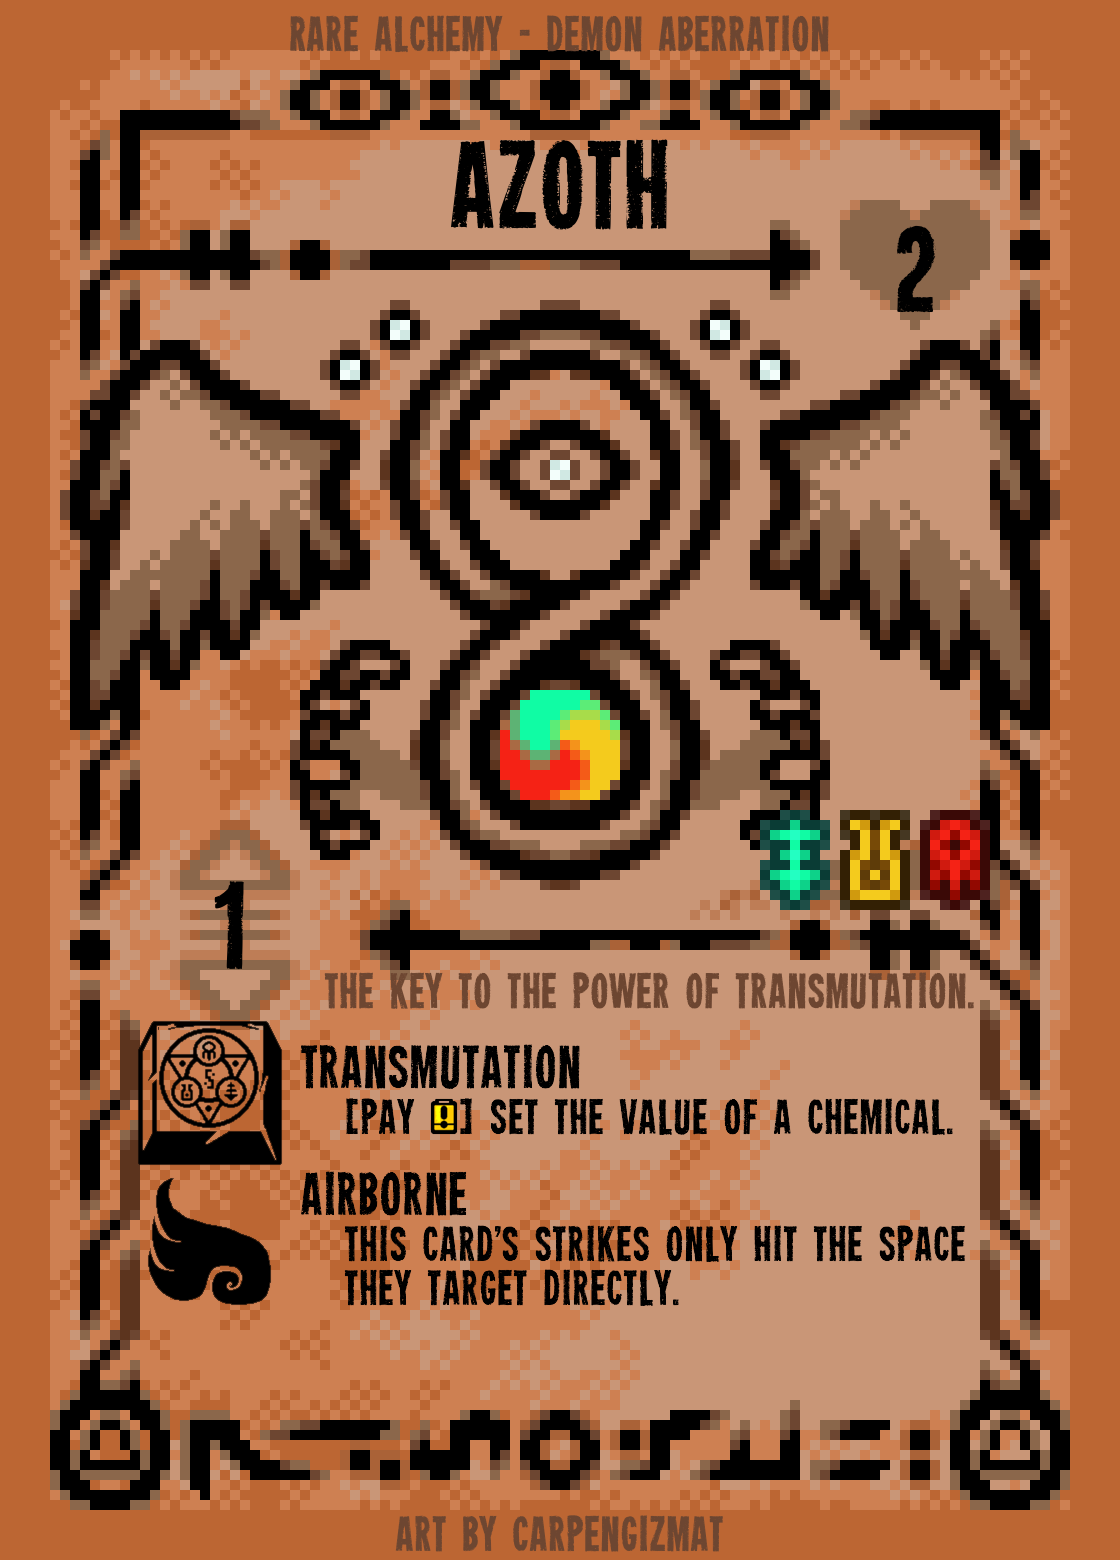 RARE ALCHEMY - DEMON ABERRATION
AZOTH
2
1
THE KEY TO THE POWER OF TRANSMUTATION.
TRANSMUTATION
[PAY !] SET THE VALUE OF A CHEMICAL.
AIRBORNE
THIS CARD'S STRIKES ONLY HIT THE SPACE
THEY TARGET DIRECTLY.
ART BY CARPENGIZMAT